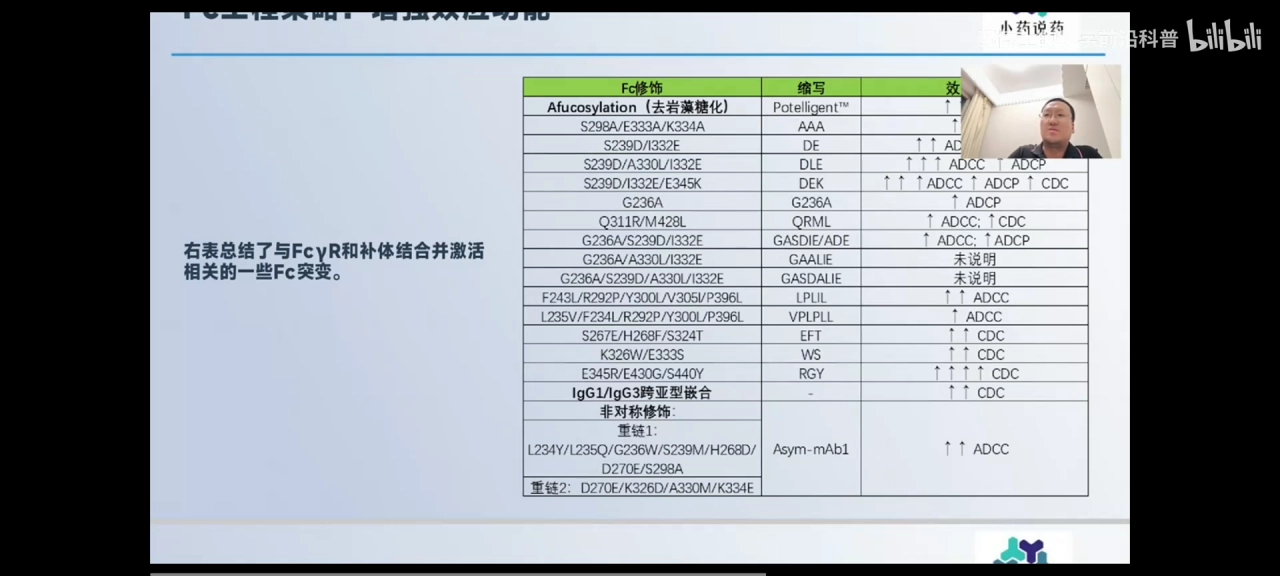 Fc工程策略：增强效应功能
小药说药
沿科普 bilibili
右表总结了与FcγR和补体结合并激活
相关的一些Fc突变。
Fc修饰 缩写 效
Afucosylation（去岩藻糖化） Potelligent™ ↑
S298A/E333A/K334A AAA ↑
S239D/I332E DE ↑ ↑ AD
S239D/A330L/I332E DLE ↑ ↑ ↑ ADCC ↑ ADCP
S239D/I332E/E345K DEK ↑ ↑ ↑ ADCC ↑ ADCP ↑ CDC
G236A G236A ↑ ADCP
Q311R/M428L QRML ↑ ADCC; ↑CDC
G236A/S239D/I332E GASDIE/ADE ↑ ADCC; ↑ADCP
G236A/A330L/I332E GAALIE 未说明
G236A/S239D/A330L/I332E GASDALIE 未说明
F243L/R292P/Y300L/V305I/P396L LPLIL ↑ ↑ ADCC
L235V/F234L/R292P/Y300L/P396L VPLPLL ↑ ADCC
S267E/H268F/S324T EFT ↑ ↑ CDC
K326W/E333S WS ↑ ↑ CDC
E345R/E430G/S440Y RGY ↑ ↑ ↑ ↑ CDC
IgG1/IgG3跨亚型嵌合 - ↑ ↑ CDC
非对称修饰：
重链1：
L234Y/L235Q/G236W/S239M/H268D/
D270E/S298A
重链2：D270E/K326D/A330M/K334E
Asym-mAb1 ↑ ↑ ADCC